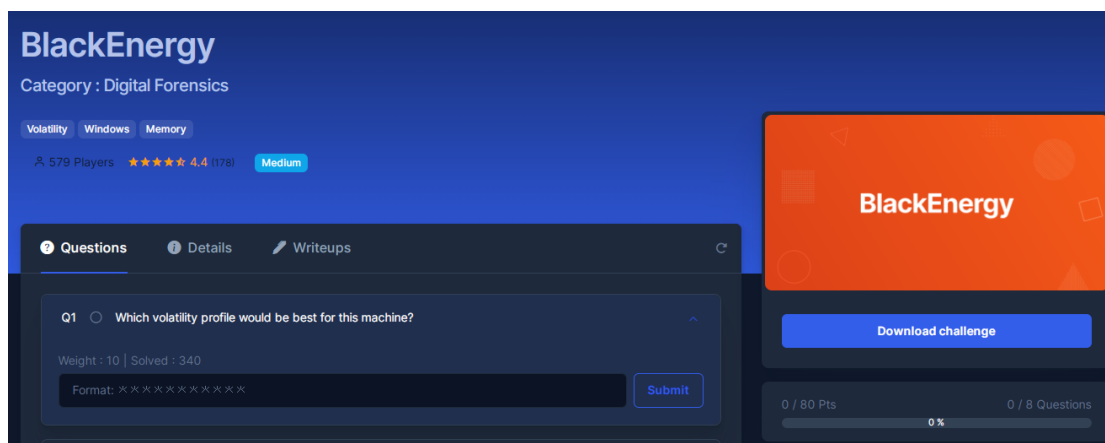 BlackEnergy
Category : Digital Forensics
Volatility Windows Memory
579 Players 4.4 (178) Medium
BlackEnergy
Questions Details Writeups
Q1 Which volatility profile would be best for this machine?
Weight : 10 | Solved : 340
Format: ***********
Submit
Download challenge
0 / 80 Pts 0 / 8 Questions
0 %